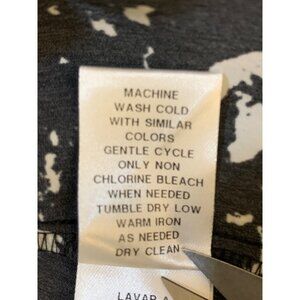 MACHINE
WASH COLD
WITH SIMILAR
COLORS
GENTLE CYCLE
ONLY NON
CHLORINE BLEACH
WHEN NEEDED
TUMBLE DRY LOW
WARM IRON
AS NEEDED
DRY CLEAN
LAVAR A